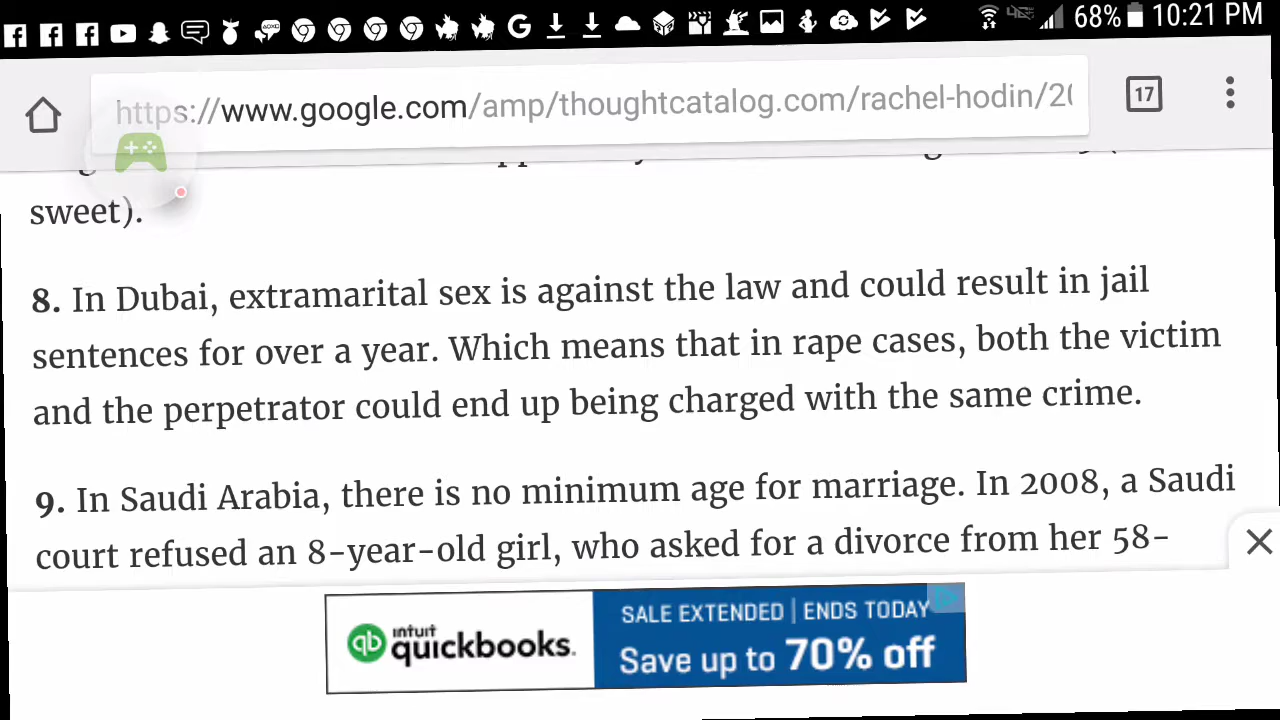 68% 10:21 PM
https://www.google.com/amp/thoughtcatalog.com/rachel-hodin/20
17
sweet).
8. In Dubai, extramarital sex is against the law and could result in jail
sentences for over a year. Which means that in rape cases, both the victim
and the perpetrator could end up being charged with the same crime.
9. In Saudi Arabia, there is no minimum age for marriage. In 2008, a Saudi
court refused an 8-year-old girl, who asked for a divorce from her 58-
qb intuit quickbooks.
SALE EXTENDED | ENDS TODAY
Save up to 70% off